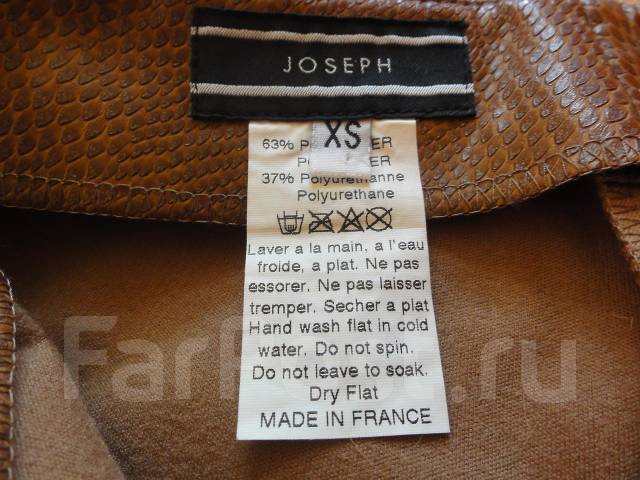 JOSEPH
XS
63% P ER
P ER
37% Polyurethanne
Polyurethane
Laver a la main, a l'eau
froide, a plat. Ne pas
essorer. Ne pas laisser
tremper. Secher a plat
Hand wash flat in cold
water. Do not spin.
Do not leave to soak.
Dry Flat
MADE IN FRANCE